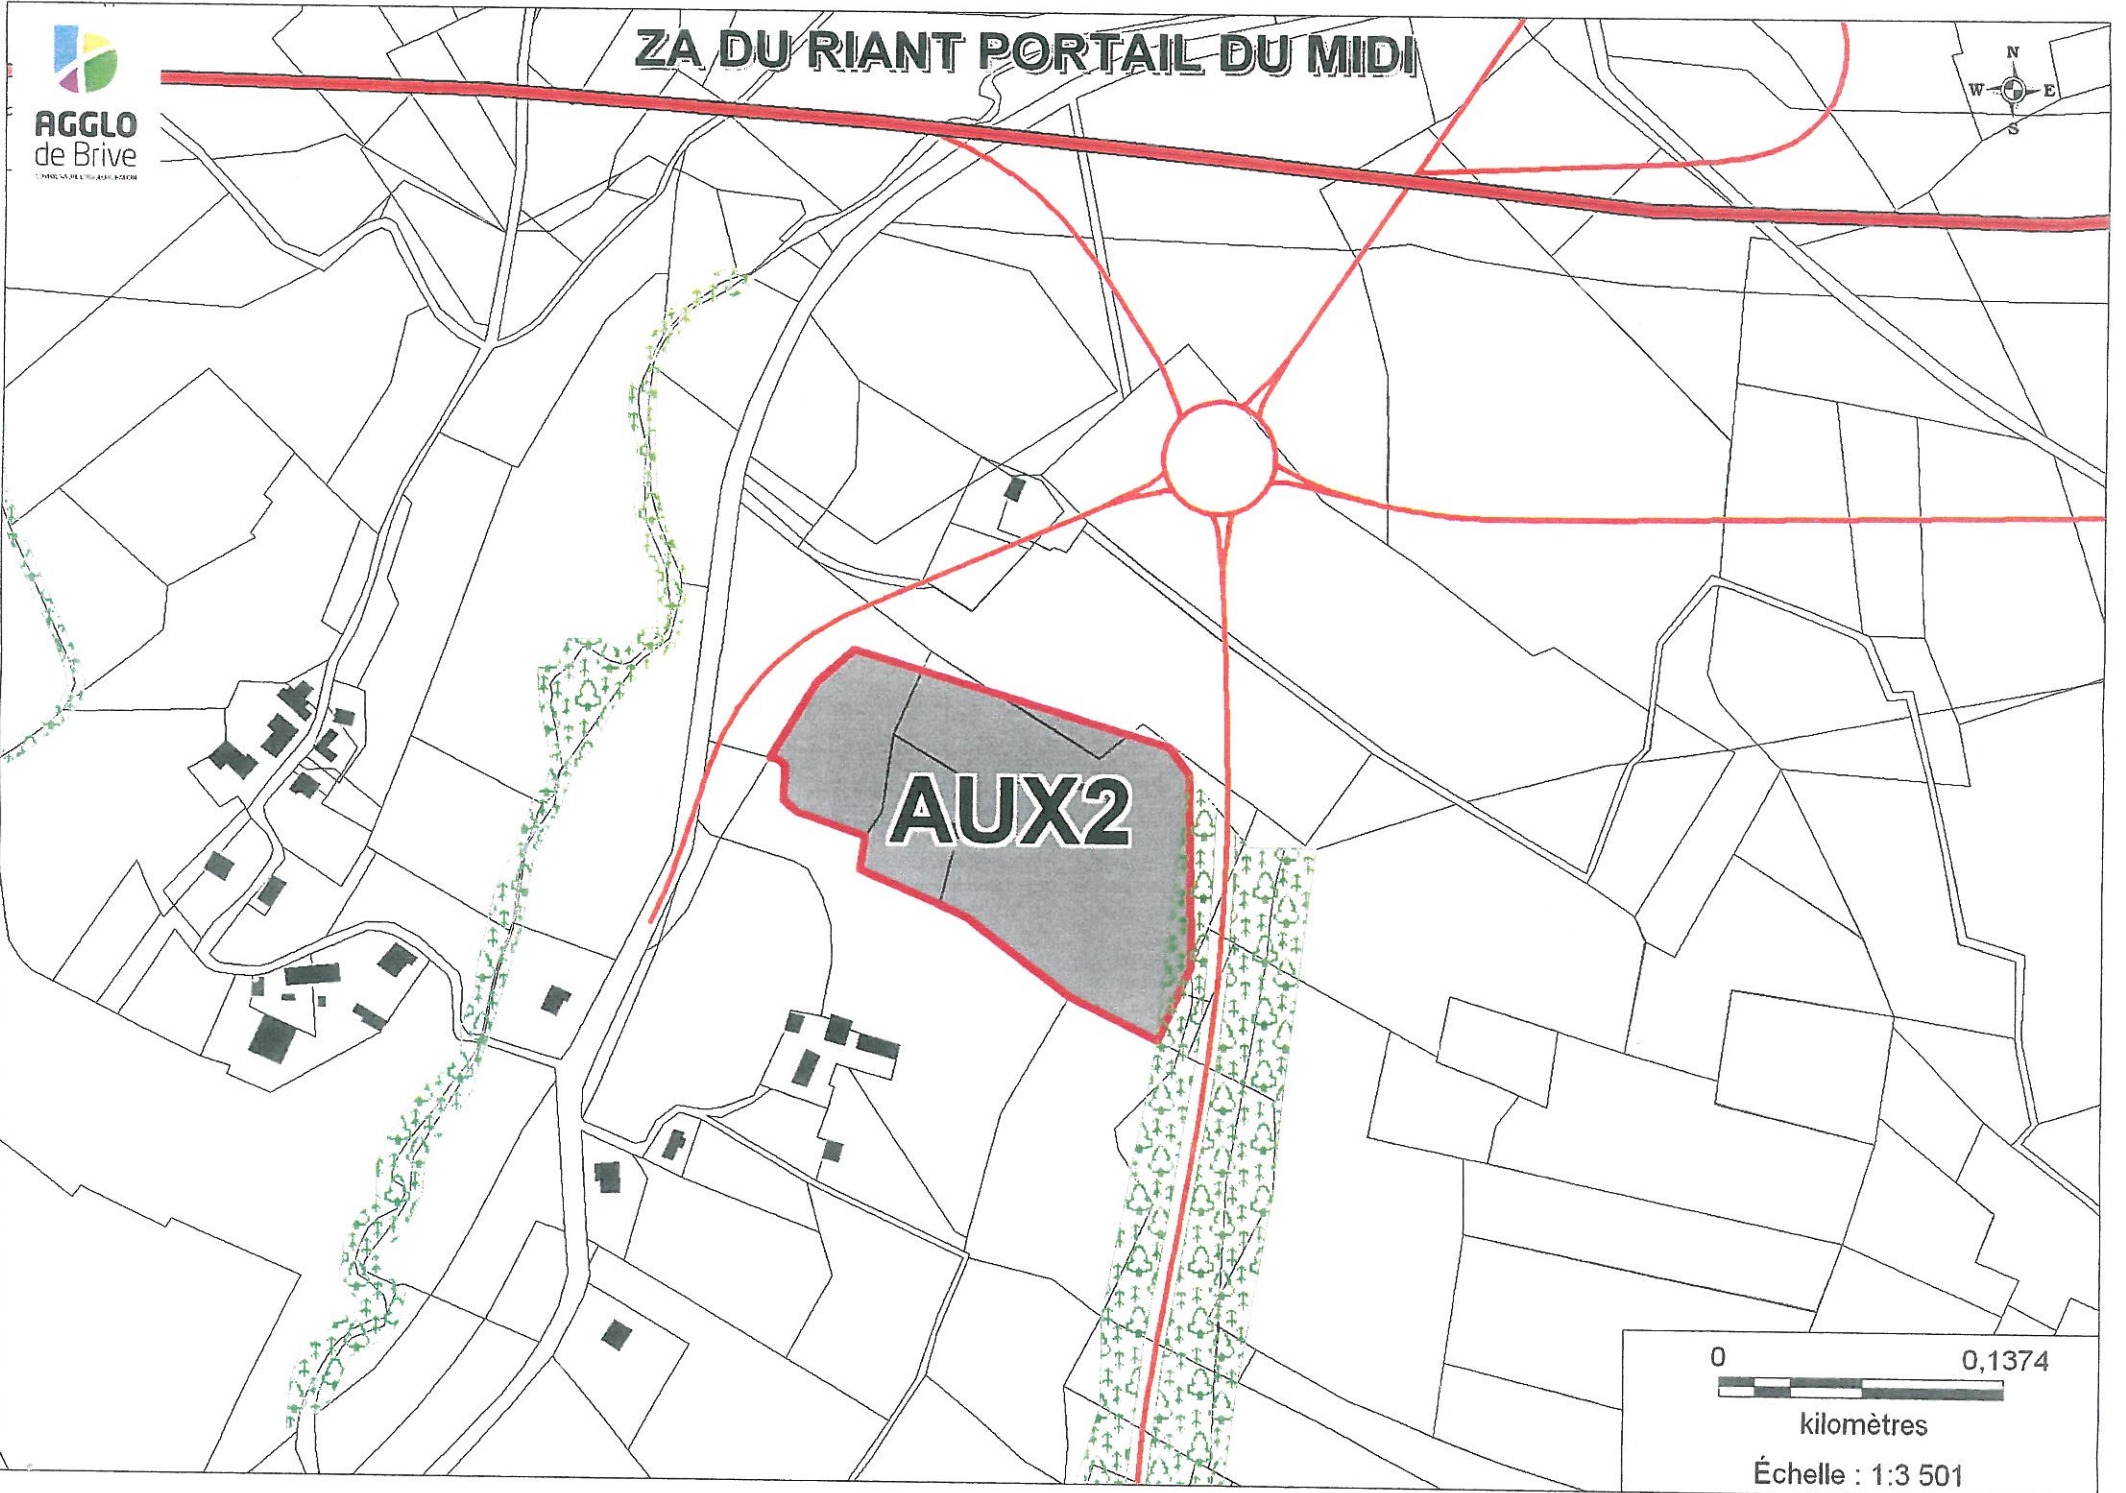 ZA DU RIANT PORTAIL DU MIDI
AGGLO
de Brive
N
W E
S
AUX2
0 0,1374
kilomètres
Échelle : 1:3 501